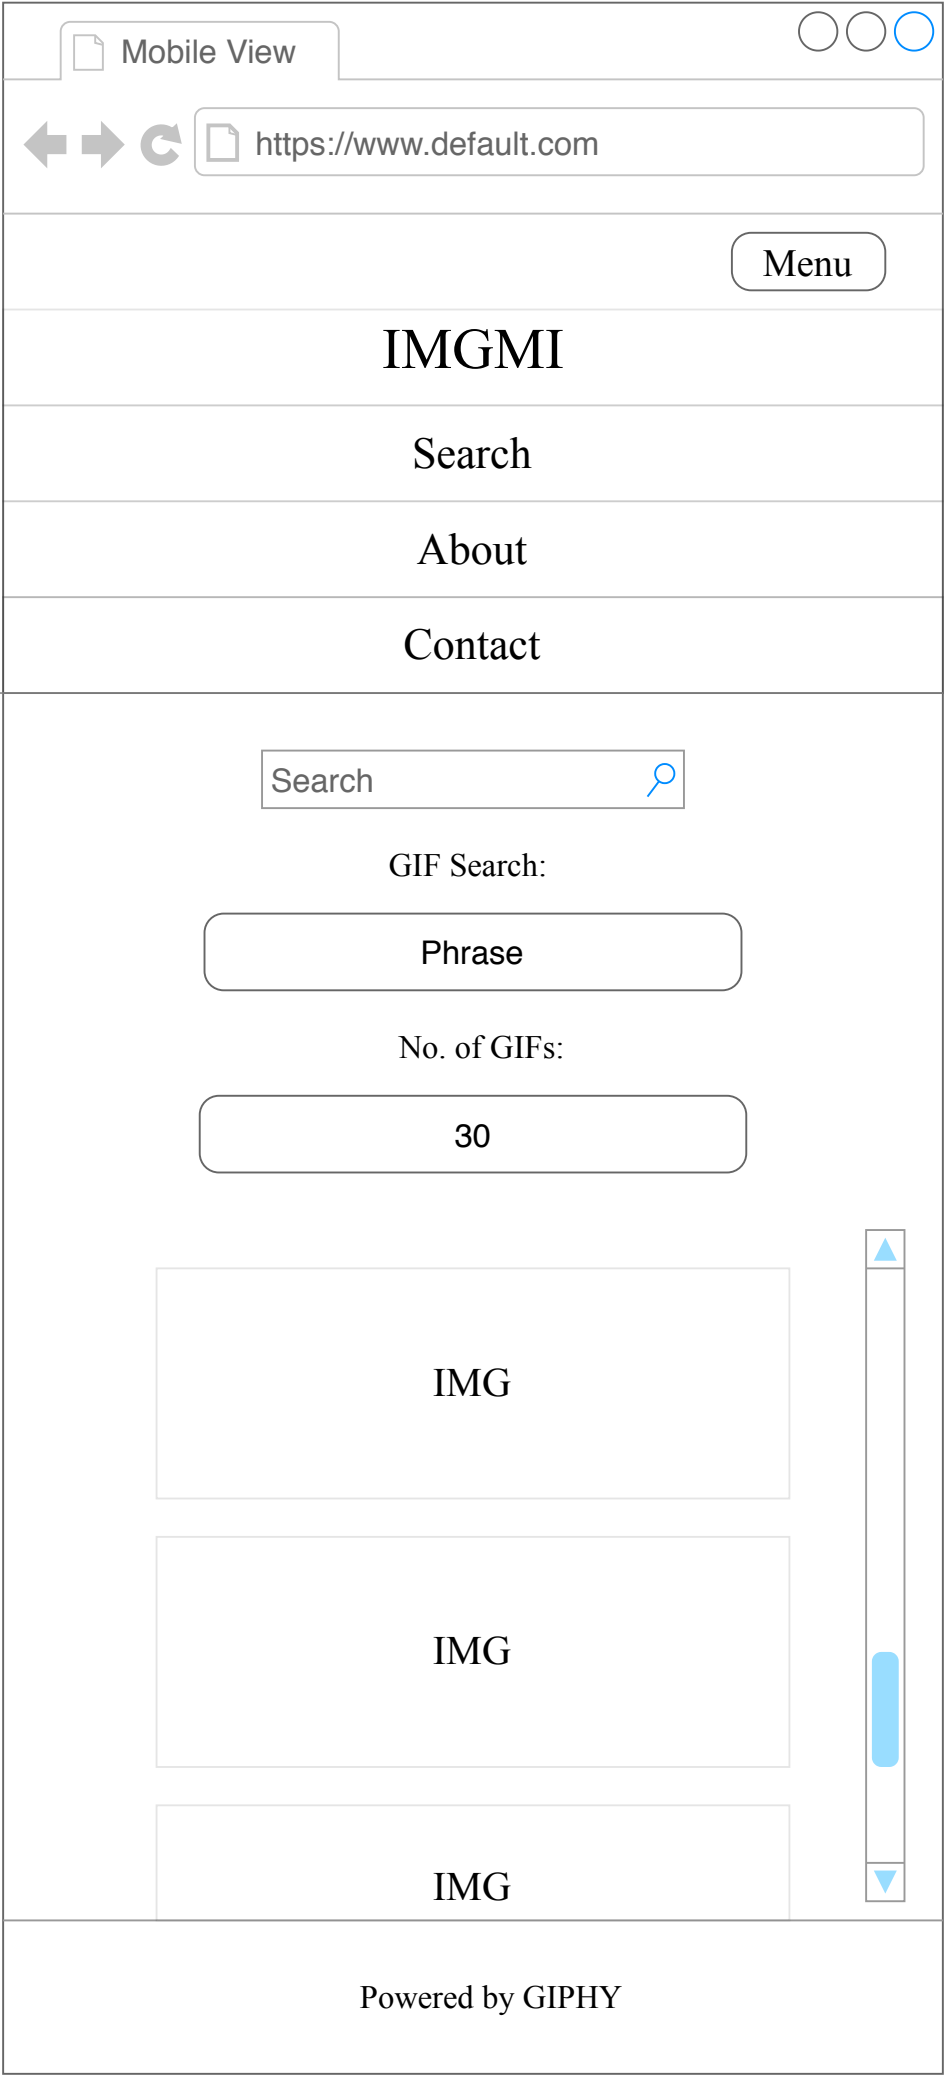 Mobile View
https://www.default.com
Menu
IMGMI
Search
About
Contact
Search
GIF Search:
Phrase
No. of GIFs:
30
IMG
IMG
IMG
Powered by GIPHY